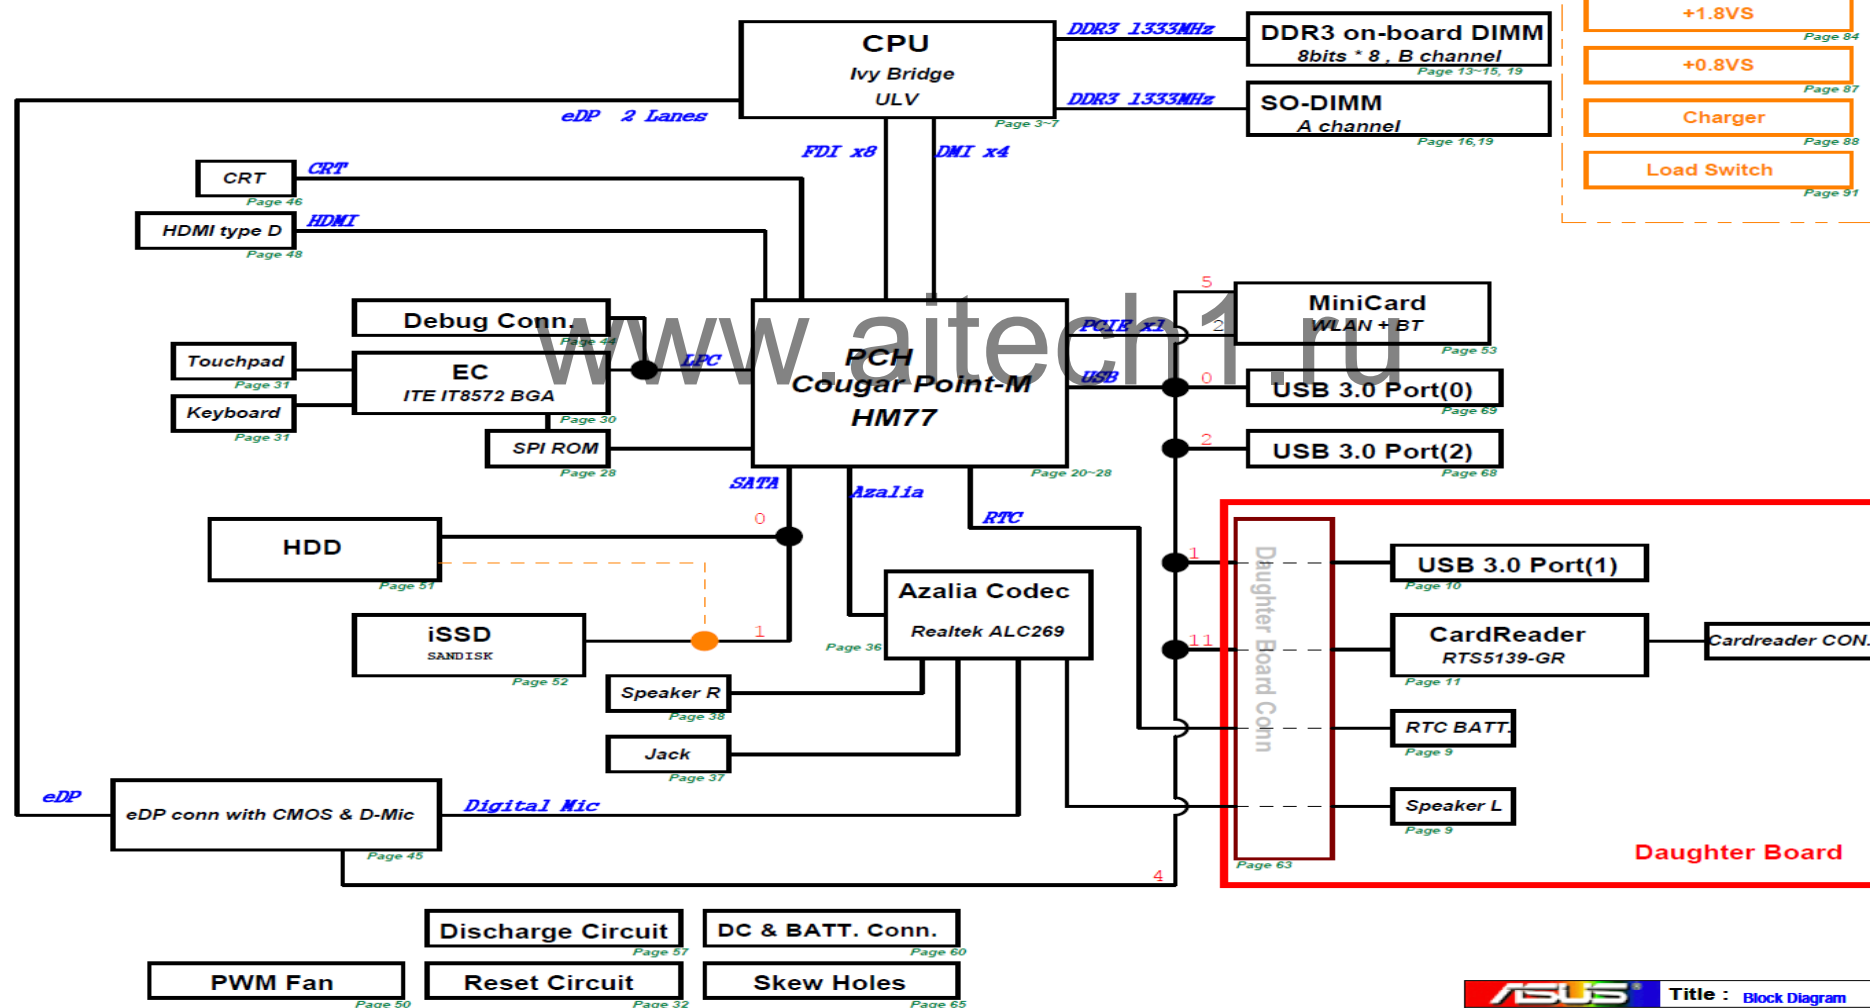 CPU
Ivy Bridge
ULV
Page 3~7
DDR3 1333MHz
DDR3 on-board DIMM
8bits * 8 , B channel
Page 13~15, 19
DDR3 1333MHz
SO-DIMM
A channel
Page 16,19
+1.8VS
Page 84
+0.8VS
Page 87
Charger
Page 88
Load Switch
Page 91
eDP 2 Lanes
FDI x8
DMI x4
CRT
CRT
Page 46
HDMI type D
HDMI
Page 48
Debug Conn.
Page 44
Touchpad
Page 31
Keyboard
Page 31
EC
ITE IT8572 BGA
Page 30
LPC
SPI ROM
Page 28
www.aitech1.ru
PCH
Cougar Point-M
HM77
Page 20~28
PCIE x1
USB
5
2
MiniCard
WLAN + BT
Page 53
0
USB 3.0 Port(0)
Page 69
2
USB 3.0 Port(2)
Page 68
SATA
Azalia
RTC
0
HDD
Page 51
1
iSSD
SANDISK
Page 52
Azalia Codec
Realtek ALC269
Page 36
Speaker R
Page 38
Jack
Page 37
eDP
eDP conn with CMOS & D-Mic
Page 45
Digital Mic
4
Daughter Board Conn
Page 63
1
USB 3.0 Port(1)
Page 10
11
CardReader
RTS5139-GR
Page 11
Cardreader CON.
RTC BATT.
Page 9
Speaker L
Page 9
Daughter Board
Discharge Circuit
Page 57
DC & BATT. Conn.
Page 60
PWM Fan
Page 50
Reset Circuit
Page 32
Skew Holes
Page 65
ASUS
Title : Block Diagram